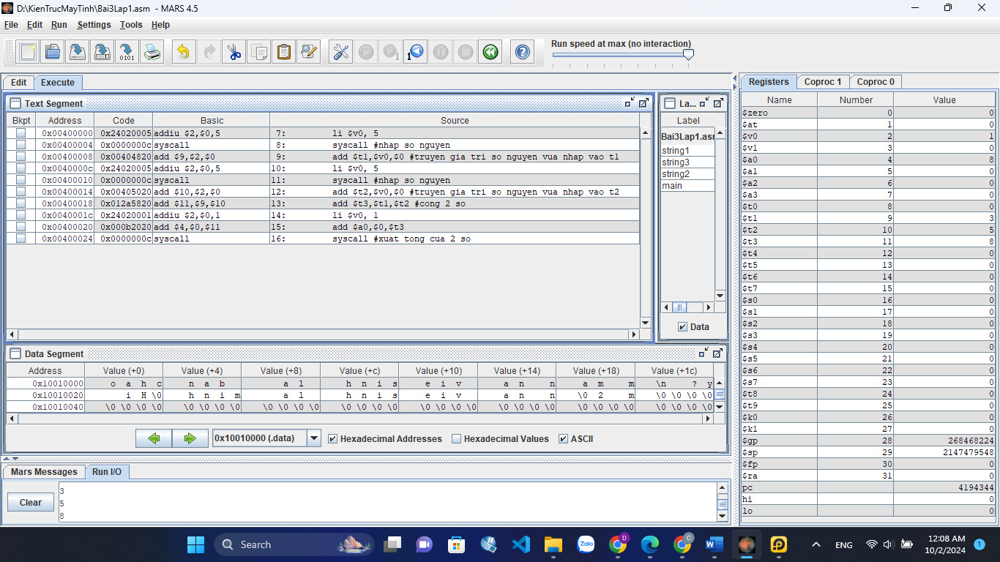 D:\KienTrucMayTinh\Bai3Lap1.asm - MARS 4.5
File Edit Run Settings Tools Help
Run speed at max (no interaction)
Edit Execute
Text Segment
Bkpt Address Code Basic Source
0x00400000 0x24020005 addiu $2,$0,5 7: li $v0, 5
0x00400004 0x0000000c syscall 8: syscall #nhap so nguyen
0x00400008 0x00404820 add $9,$2,$0 9: add $t1,$v0,$0 #truyen gia tri so nguyen vua nhap vao t1
0x0040000c 0x24020005 addiu $2,$0,5 10: li $v0, 5
0x00400010 0x0000000c syscall 11: syscall #nhap so nguyen
0x00400014 0x00405020 add $10,$2,$0 12: add $t2,$v0,$0 #truyen gia tri so nguyen vua nhap vao t2
0x00400018 0x012a5820 add $11,$9,$10 13: add $t3,$t1,$t2 #cong 2 so
0x0040001c 0x24020001 addiu $2,$0,1 14: li $v0, 1
0x00400020 0x000b2020 add $4,$0,$11 15: add $a0,$0,$t3
0x00400024 0x0000000c syscall 16: syscall #xuat tong cua 2 so
La...
Label
Bai3Lap1.asm
string1
string3
string2
main
Data
Data Segment
Address Value (+0) Value (+4) Value (+8) Value (+c) Value (+10) Value (+14) Value (+18) Value (+1c)
0x10010000 o a h c n a b a l h n i s e i v a n n a m m \n ? y
0x10010020 i H \0 h n i m a l h n i s e i v a n n \0 2 m \0 \0 \0 \0
0x10010040 \0 \0 \0 \0 \0 \0 \0 \0 \0 \0 \0 \0 \0 \0 \0 \0 \0 \0 \0 \0 \0 \0 \0 \0 \0 \0 \0 \0 \0 \0 \0 \0
0x10010000 (.data) Hexadecimal Addresses Hexadecimal Values ASCII
Mars Messages Run I/O
Clear
3
5
8
Registers Coproc 1 Coproc 0
Name Number Value
$zero 0 0
$at 1 0
$v0 2 1
$v1 3 0
$a0 4 8
$a1 5 0
$a2 6 0
$a3 7 0
$t0 8 0
$t1 9 3
$t2 10 5
$t3 11 8
$t4 12 0
$t5 13 0
$t6 14 0
$t7 15 0
$s0 16 0
$s1 17 0
$s2 18 0
$s3 19 0
$s4 20 0
$s5 21 0
$s6 22 0
$s7 23 0
$t8 24 0
$t9 25 0
$k0 26 0
$k1 27 0
$gp 28 268468224
$sp 29 2147479548
$fp 30 0
$ra 31 0
pc 4194344
hi 0
lo 0
Search
Zalo
D
C
ENG
12:08 AM
10/2/2024
1